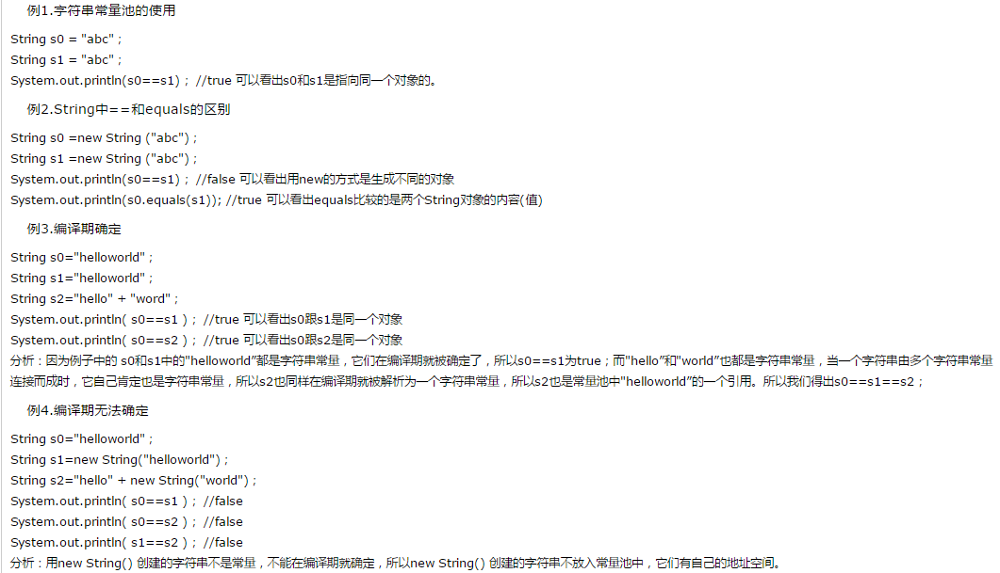 例1.字符串常量池的使用
String s0 = "abc" ;
String s1 = "abc" ;
System.out.println(s0==s1) ;  //true 可以看出s0和s1是指向同一个对象的。
例2.String中==和equals的区别
String s0 =new String ("abc") ;
String s1 =new String ("abc") ;
System.out.println(s0==s1) ;  //false 可以看出用new的方式是生成不同的对象
System.out.println(s0.equals(s1)); //true 可以看出equals比较的是两个String对象的内容(值)
例3.编译期确定
String s0="helloworld" ;
String s1="helloworld" ;
String s2="hello" + "word" ;
System.out.println( s0==s1 ) ;  //true 可以看出s0跟s1是同一个对象
System.out.println( s0==s2 ) ;  //true 可以看出s0跟s2是同一个对象
分析：因为例子中的 s0和s1中的"helloworld”都是字符串常量，它们在编译期就被确定了，所以s0==s1为true；而"hello”和"world”也都是字符串常量，当一个字符串由多个字符串常量
连接而成时，它自己肯定也是字符串常量，所以s2也同样在编译期就被解析为一个字符串常量，所以s2也是常量池中"helloworld”的一个引用。所以我们得出s0==s1==s2；
例4.编译期无法确定
String s0="helloworld" ;
String s1=new String("helloworld") ;
String s2="hello" + new String("world") ;
System.out.println( s0==s1 ) ;  //false
System.out.println( s0==s2 ) ;  //false
System.out.println( s1==s2 ) ;  //false
分析：用new String() 创建的字符串不是常量，不能在编译期就确定，所以new String() 创建的字符串不放入常量池中，它们有自己的地址空间。